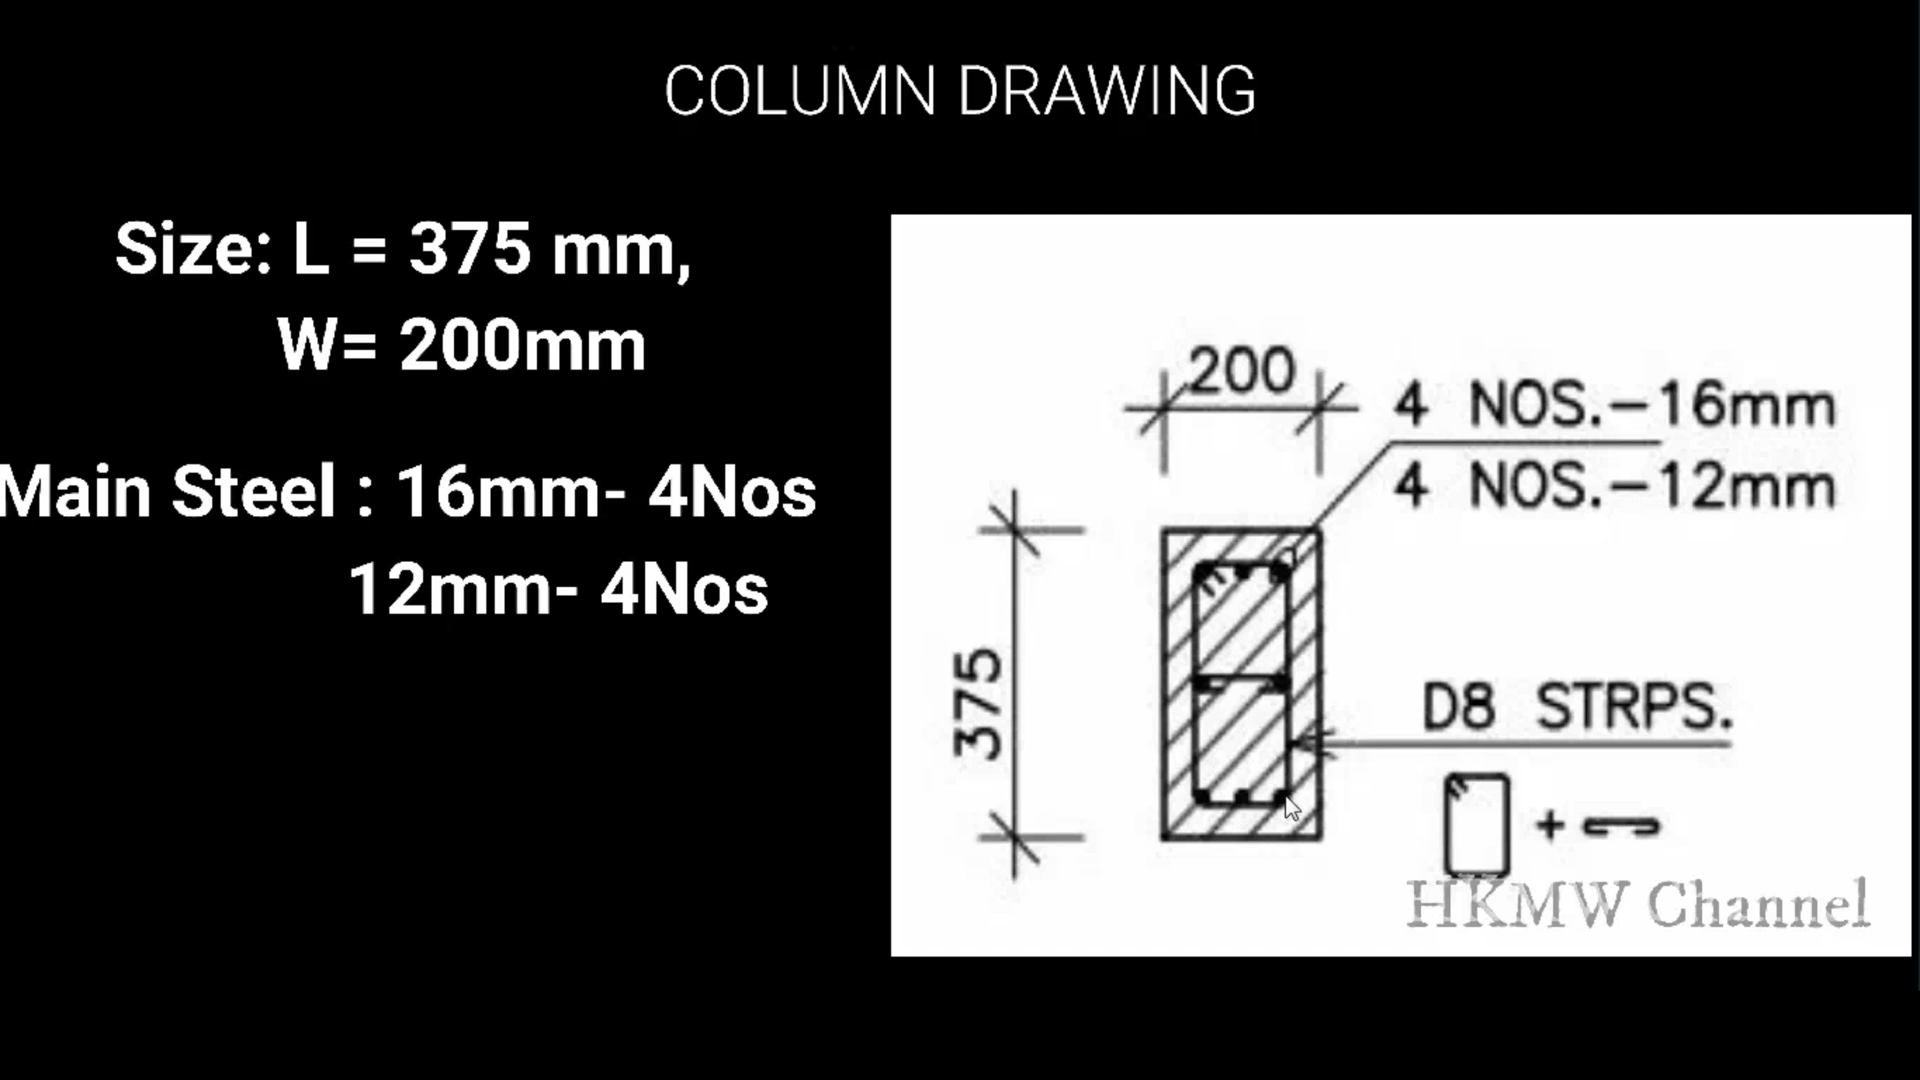 COLUMN DRAWING
Size: L = 375 mm,
W= 200mm
Main Steel : 16mm- 4Nos
12mm- 4Nos
200
4 NOS.-16mm
4 NOS.-12mm
375
D8 STRPS.
+
HKMW Channel